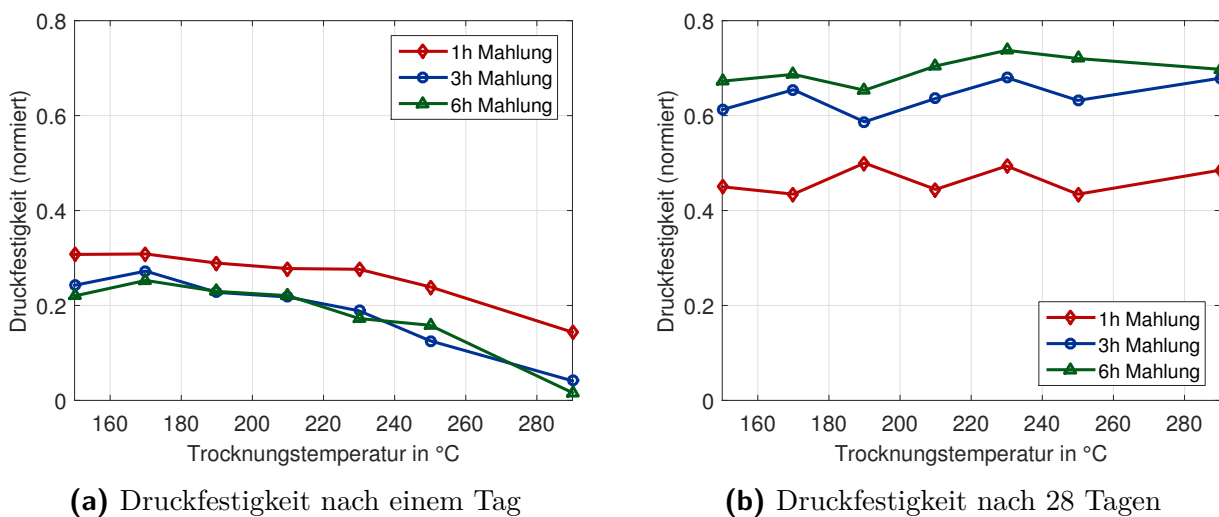 0.8
0.6
0.4
0.2
0
Druckfestigkeit (normiert)
1h Mahlung
3h Mahlung
6h Mahlung
160 180 200 220 240 260 280
Trocknungstemperatur in °C
(a) Druckfestigkeit nach einem Tag
0.8
0.6
0.4
0.2
0
Druckfestigkeit (normiert)
1h Mahlung
3h Mahlung
6h Mahlung
160 180 200 220 240 260 280
Trocknungstemperatur in °C
(b) Druckfestigkeit nach 28 Tagen